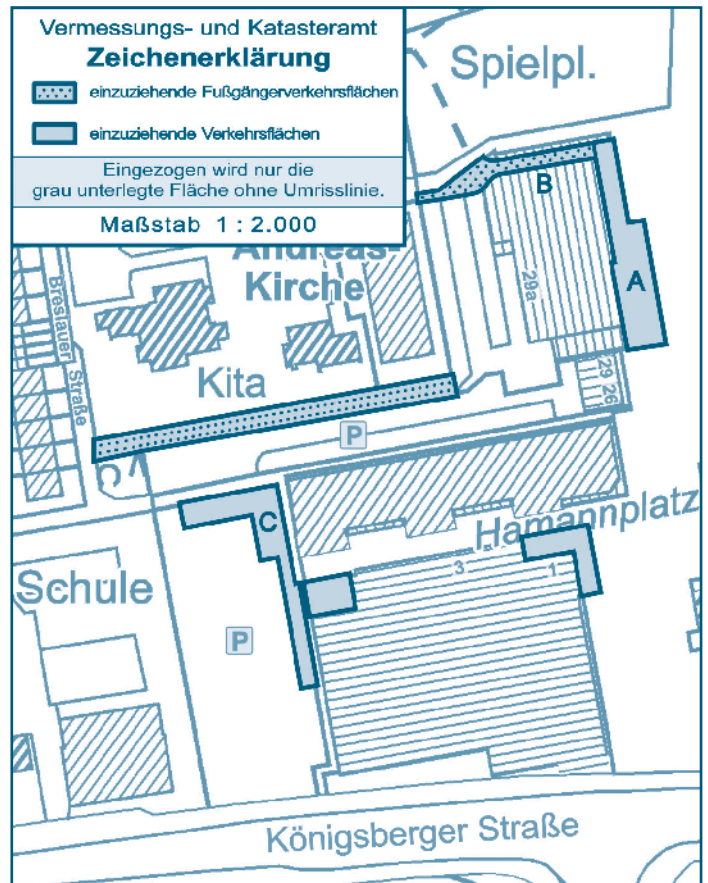 Vermessungs- und Katasteramt
Zeichenerklärung
einzuziehende Fußgängerverkehrsflächen
einzuziehende Verkehrsflächen
Eingezogen wird nur die
grau unterlegte Fläche ohne Umrisslinie.
Maßstab 1 : 2.000
Spielpl.
B
A
Andreas-
Kirche
29a
Breslauer
Straße
Kita
29
26
P
C
Hamannplatz
3
1
Schule
P
Königsberger Straße